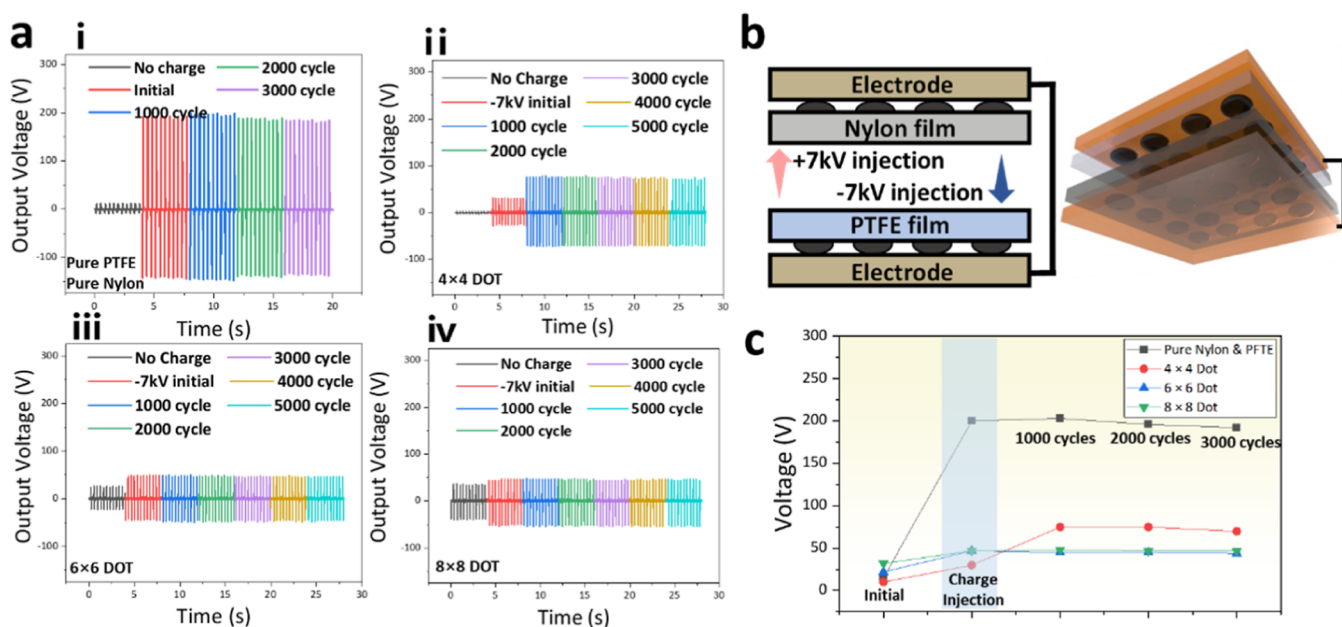 a
i
Output Voltage (V)
300
200
100
0
-100
No charge
Initial
1000 cycle
2000 cycle
3000 cycle
Pure PTFE
Pure Nylon
0 5 10 15 20
Time (s)
ii
Output Voltage (V)
300
200
100
0
-100
No Charge
-7kV initial
1000 cycle
2000 cycle
3000 cycle
4000 cycle
5000 cycle
4×4 DOT
0 5 10 15 20 25 30
Time (s)
iii
Output Voltage (V)
300
200
100
0
-100
No Charge
-7kV initial
1000 cycle
2000 cycle
3000 cycle
4000 cycle
5000 cycle
6×6 DOT
0 5 10 15 20 25 30
Time (s)
iv
Output Voltage (V)
300
200
100
0
-100
No Charge
-7kV initial
1000 cycle
2000 cycle
3000 cycle
4000 cycle
5000 cycle
8×8 DOT
0 5 10 15 20 25 30
Time (s)
b
Electrode
Nylon film
+7kV injection
-7kV injection
PTFE film
Electrode
c
Voltage (V)
300
250
200
150
100
50
0
Pure Nylon & PFTE
4 × 4 Dot
6 × 6 Dot
8 × 8 Dot
1000 cycles
2000 cycles
3000 cycles
Initial
Charge
Injection